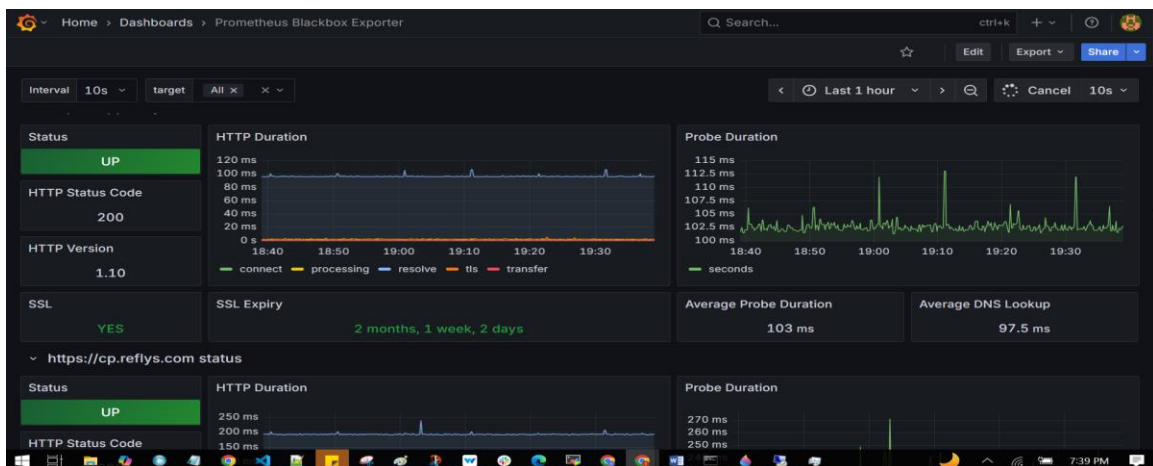 Home > Dashboards > Prometheus Blackbox Exporter
Search...
ctrl+k
Edit
Export
Share
Interval 10s
target All ×
Last 1 hour
Cancel 10s
Status
UP
HTTP Status Code
200
HTTP Version
1.10
HTTP Duration
120 ms
100 ms
80 ms
60 ms
40 ms
20 ms
0 s
18:40 18:50 19:00 19:10 19:20 19:30
connect processing resolve tls transfer
Probe Duration
115 ms
112.5 ms
110 ms
107.5 ms
105 ms
102.5 ms
100 ms
18:40 18:50 19:00 19:10 19:20 19:30
seconds
SSL
YES
SSL Expiry
2 months, 1 week, 2 days
Average Probe Duration
103 ms
Average DNS Lookup
97.5 ms
https://cp.reflys.com status
Status
UP
HTTP Status Code
HTTP Duration
250 ms
200 ms
150 ms
Probe Duration
270 ms
260 ms
250 ms
7:39 PM